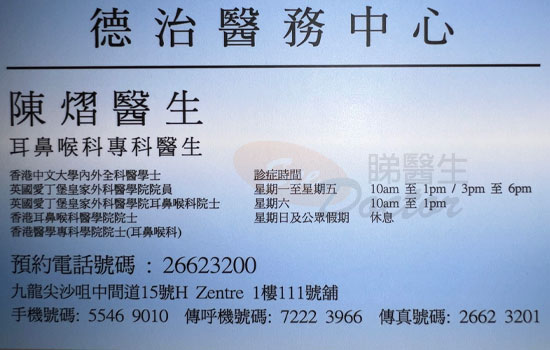 德治醫務中心
陳熠醫生
耳鼻喉科專科醫生
See Doctor 睇醫生
香港中文大學內外全科醫學士
英國愛丁堡皇家外科醫學院院員
英國愛丁堡皇家外科醫學院耳鼻喉科院士
香港耳鼻喉科醫學院院士
香港醫學專科學院院士(耳鼻喉科)
診症時間
星期一至星期五 10am 至 1pm / 3pm 至 6pm
星期六 10am 至 1pm
星期日及公眾假期 休息
預約電話號碼 : 26623200
九龍尖沙咀中間道15號H Zentre 1樓111號舖
手機號碼: 5546 9010 傳呼機號碼: 7222 3966 傳真號碼: 2662 3201